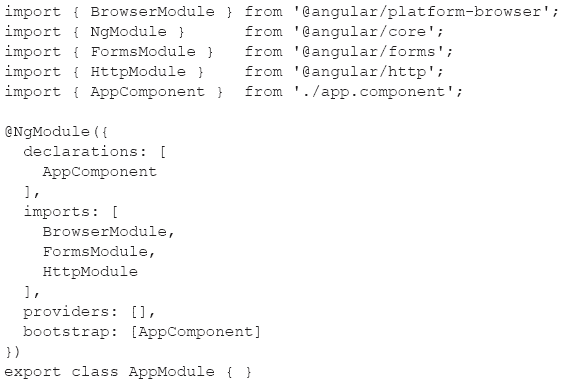 import { BrowserModule } from '@angular/platform-browser';
import { NgModule }      from '@angular/core';
import { FormsModule }   from '@angular/forms';
import { HttpModule }    from '@angular/http';
import { AppComponent }  from './app.component';

@NgModule({
  declarations: [
    AppComponent
  ],
  imports: [
    BrowserModule,
    FormsModule,
    HttpModule
  ],
  providers: [],
  bootstrap: [AppComponent]
})
export class AppModule { }